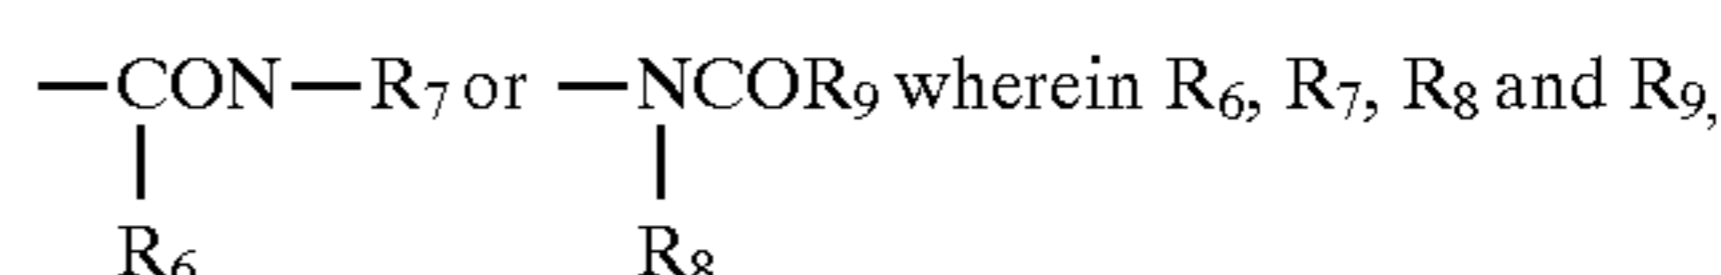 —CON—R₇ or —NCOR₉ wherein R₆, R₇, R₈ and R₉,
R₆ R₈